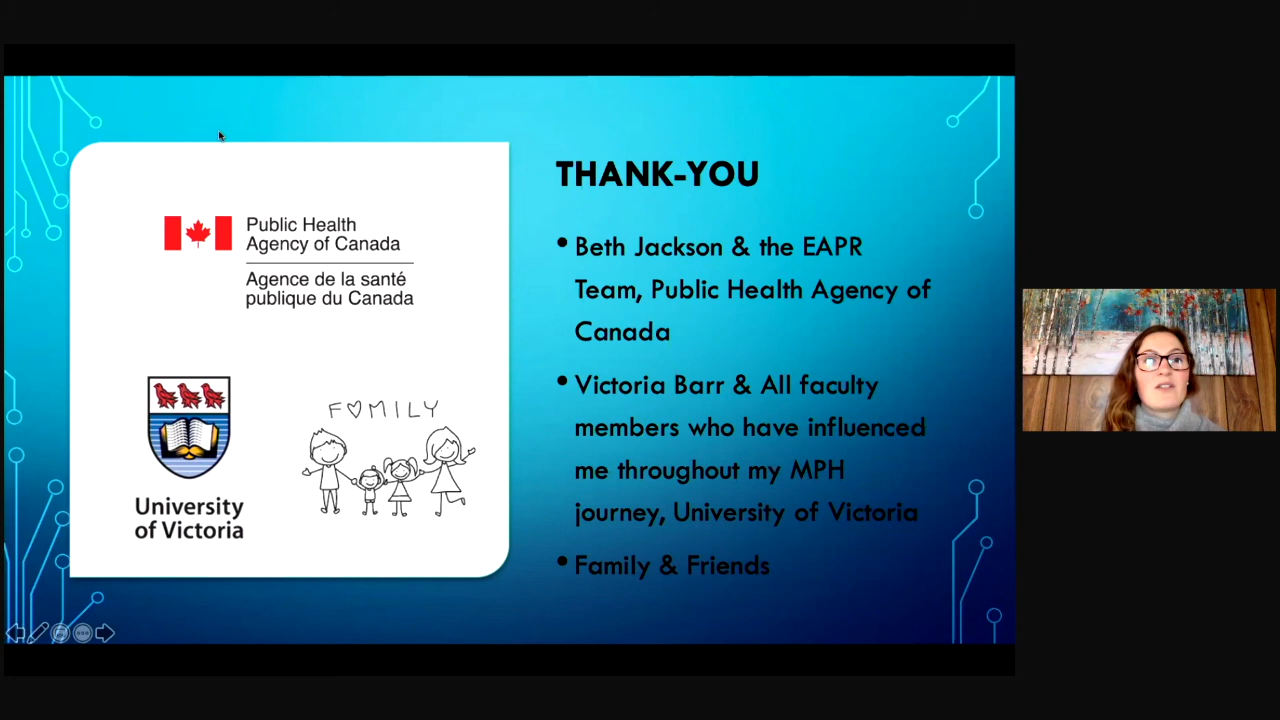 Public Health
Agency of Canada
Agence de la santé
publique du Canada
University
of Victoria
FAMILY
THANK-YOU
• Beth Jackson & the EAPR
Team, Public Health Agency of
Canada
• Victoria Barr & All faculty
members who have influenced
me throughout my MPH
journey, University of Victoria
• Family & Friends